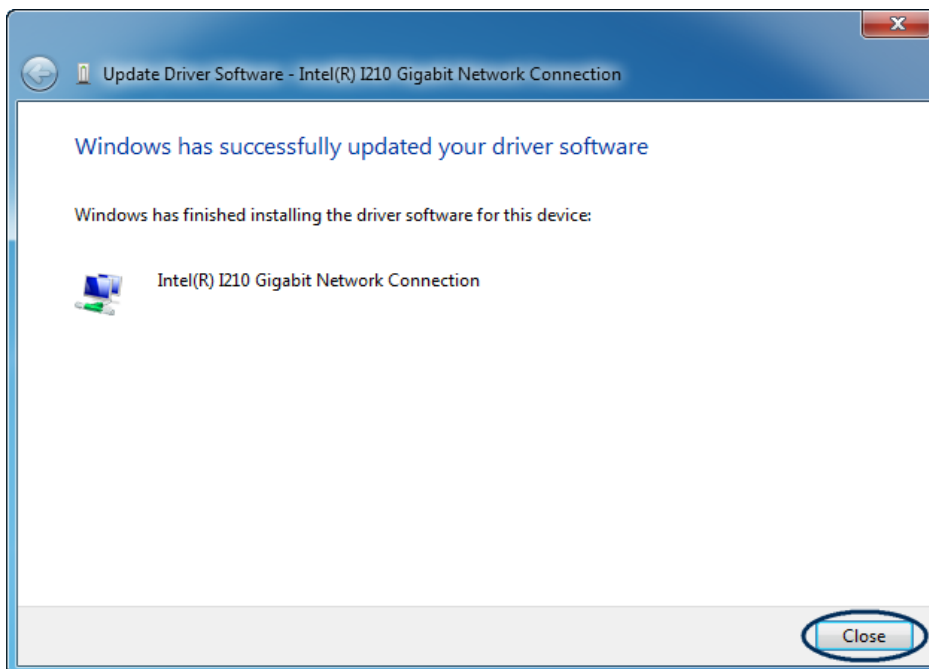 Update Driver Software - Intel(R) I210 Gigabit Network Connection
Windows has successfully updated your driver software
Windows has finished installing the driver software for this device:
Intel(R) I210 Gigabit Network Connection
Close